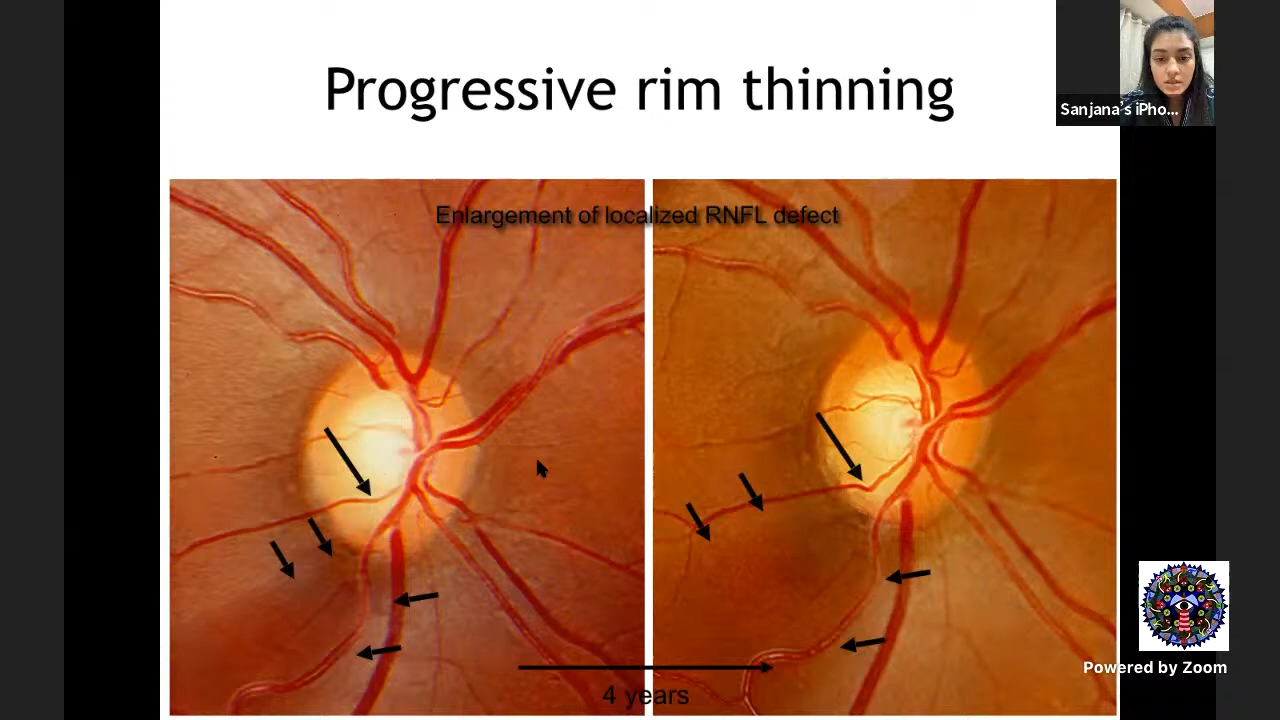 Progressive rim thinning
Sanjana's iPho...
Enlargement of localized RNFL defect
4 years
Powered by Zoom